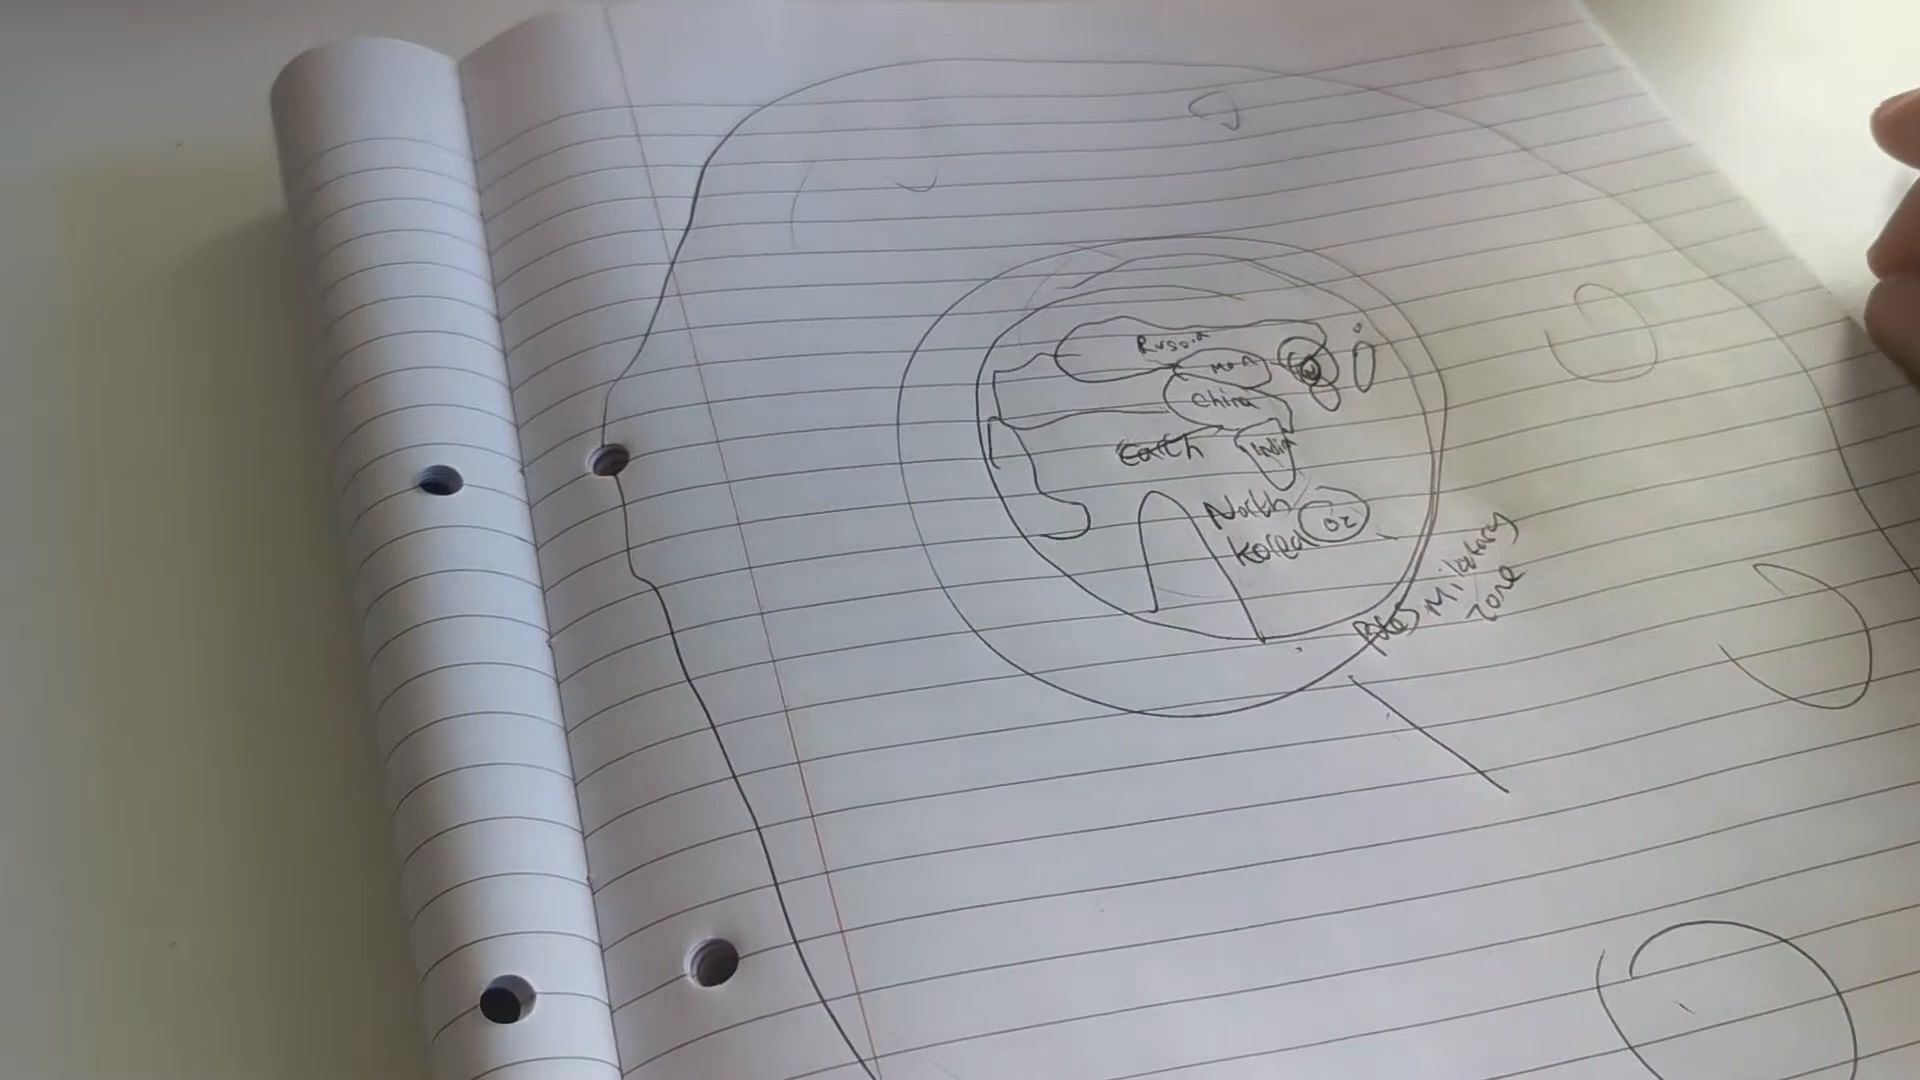 Russia
China
Earth
India
North
Korea
Oz
Military
Zone